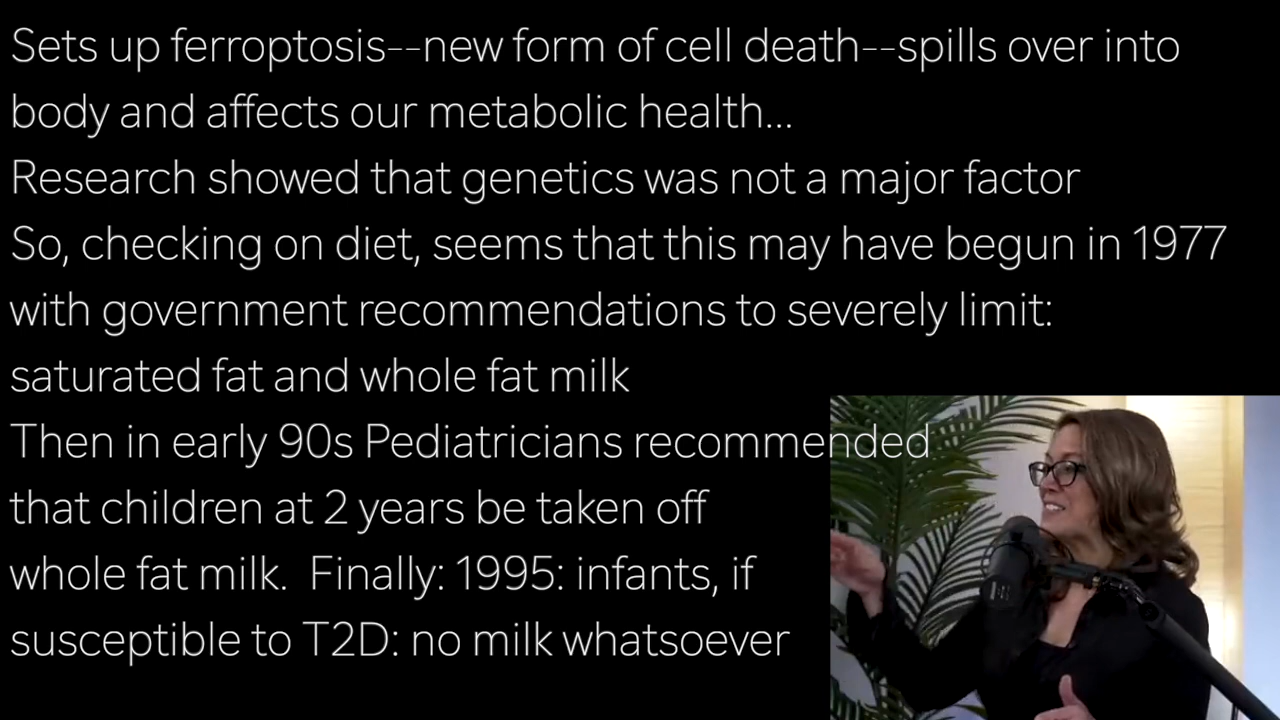 Sets up ferroptosis--new form of cell death--spills over into
body and affects our metabolic health...
Research showed that genetics was not a major factor
So, checking on diet, seems that this may have begun in 1977
with government recommendations to severely limit:
saturated fat and whole fat milk
Then in early 90s Pediatricians recommended
that children at 2 years be taken off
whole fat milk.  Finally: 1995: infants, if
susceptible to T2D: no milk whatsoever